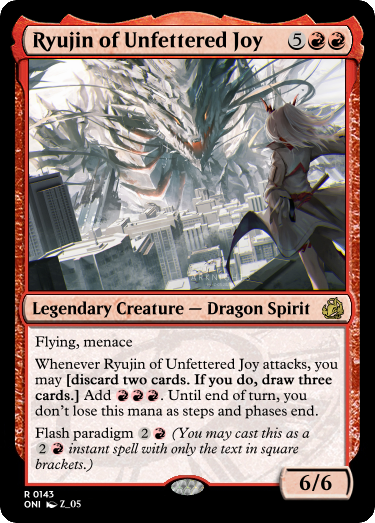 Ryujin of Unfettered Joy 5
Legendary Creature — Dragon Spirit
Flying, menace
Whenever Ryujin of Unfettered Joy attacks, you
may [discard two cards. If you do, draw three
cards.] Add . Until end of turn, you
don't lose this mana as steps and phases end.
Flash paradigm 2 (You may cast this as a
2 instant spell with only the text in square
brackets.)
6/6
R 0143
ONI Z_05